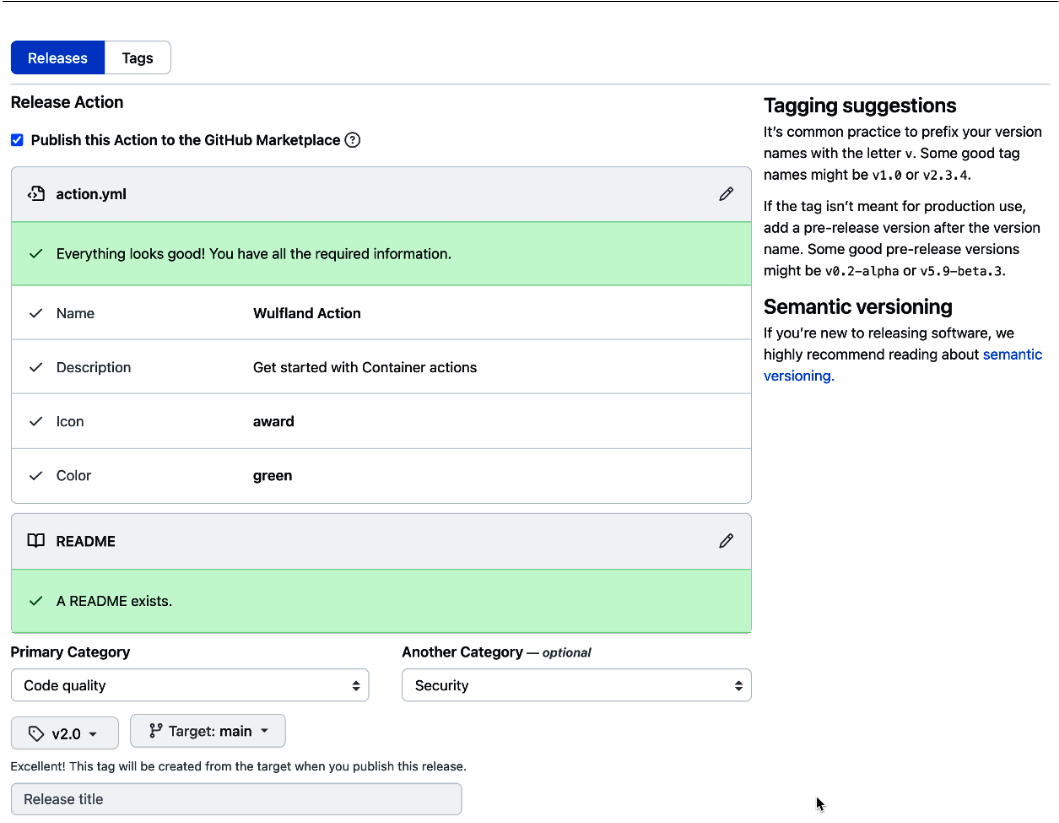 Releases
Tags
Release Action
Publish this Action to the GitHub Marketplace
action.yml
Everything looks good! You have all the required information.
Name Wulfland Action
Description Get started with Container actions
Icon award
Color green
README
A README exists.
Primary Category
Another Category — optional
Code quality
Security
v2.0
Target: main
Excellent! This tag will be created from the target when you publish this release.
Release title
Tagging suggestions
It's common practice to prefix your version
names with the letter v. Some good tag
names might be v1.0 or v2.3.4.
If the tag isn't meant for production use,
add a pre-release version after the version
name. Some good pre-release versions
might be v0.2-alpha or v5.9-beta.3.
Semantic versioning
If you're new to releasing software, we
highly recommend reading about semantic
versioning.